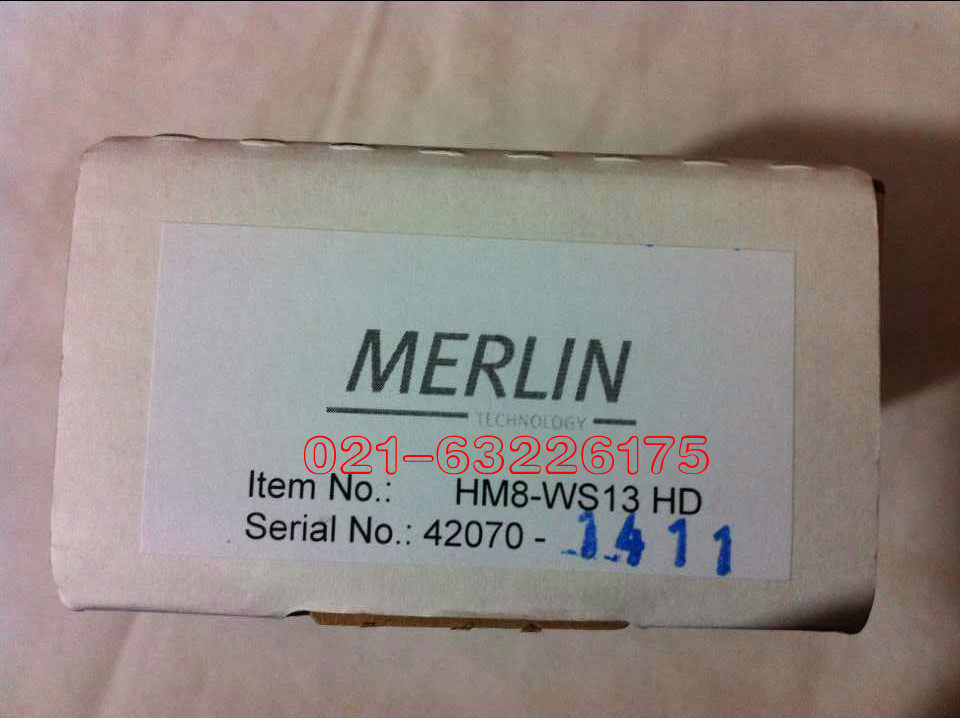 MERLIN
TECHNOLOGY
021-63226175
Item No.: HM8-WS13 HD
Serial No.: 42070 - 1411